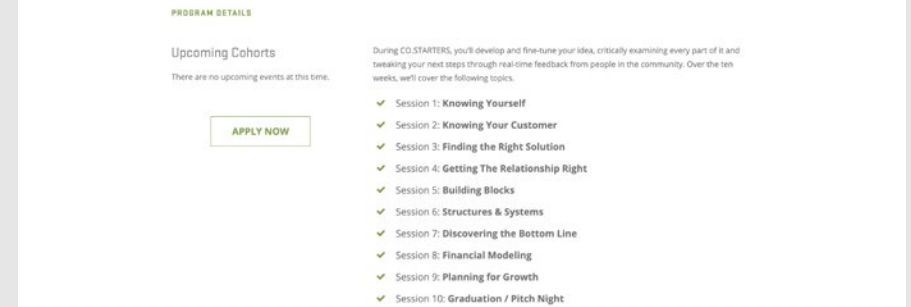 PROGRAM DETAILS
Upcoming Cohorts
There are no upcoming events at this time.
APPLY NOW
During CO.STARTERS, you'll develop and fine-tune your idea, critically examining every part of it and
tweaking your next steps through real-time feedback from people in the community. Over the ten
weeks, we'll cover the following topics.
Session 1: Knowing Yourself
Session 2: Knowing Your Customer
Session 3: Finding the Right Solution
Session 4: Getting The Relationship Right
Session 5: Building Blocks
Session 6: Structures & Systems
Session 7: Discovering the Bottom Line
Session 8: Financial Modeling
Session 9: Planning for Growth
Session 10: Graduation / Pitch Night